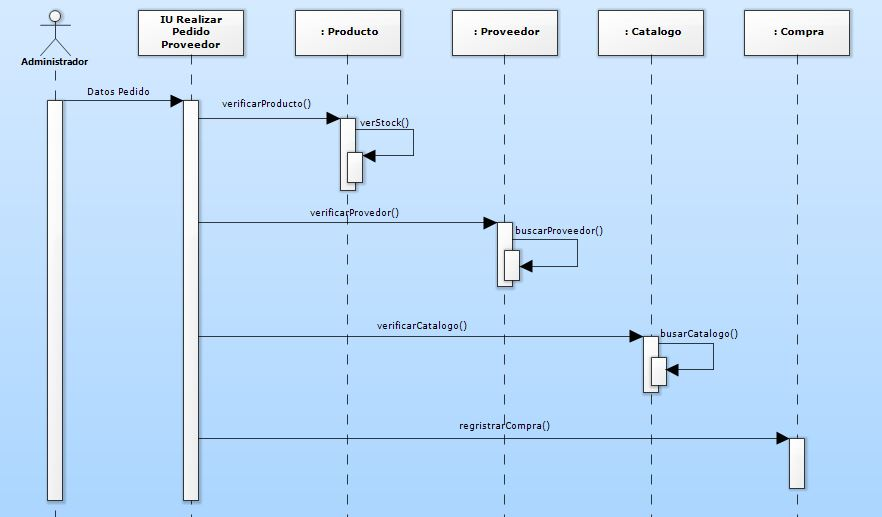 IU Realizar
Pedido
Proveedor
: Producto
: Proveedor
: Catalogo
: Compra
Administrador
Datos Pedido
verificarProducto()
verStock()
verificarProvedor()
buscarProveedor()
verificarCatalogo()
busarCatalogo()
regristrarCompra()